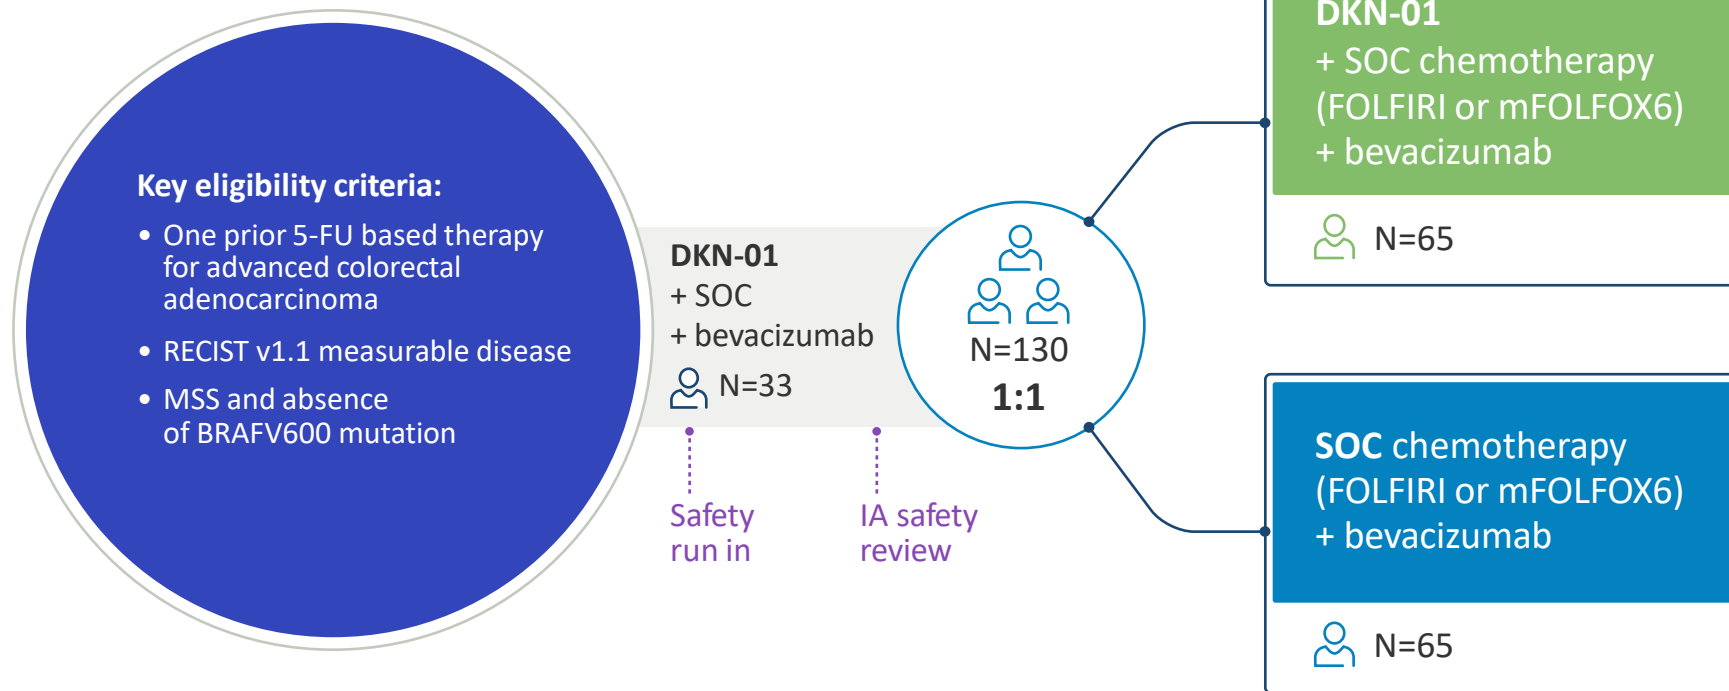 Key eligibility criteria:
• One prior 5-FU based therapy
for advanced colorectal
adenocarcinoma
• RECIST v1.1 measurable disease
• MSS and absence
of BRAFV600 mutation
DKN-01
+ SOC
+ bevacizumab
N=33
Safety
run in
IA safety
review
N=130
1:1
DKN-01
+ SOC chemotherapy
(FOLFIRI or mFOLFOX6)
+ bevacizumab
N=65
SOC chemotherapy
(FOLFIRI or mFOLFOX6)
+ bevacizumab
N=65